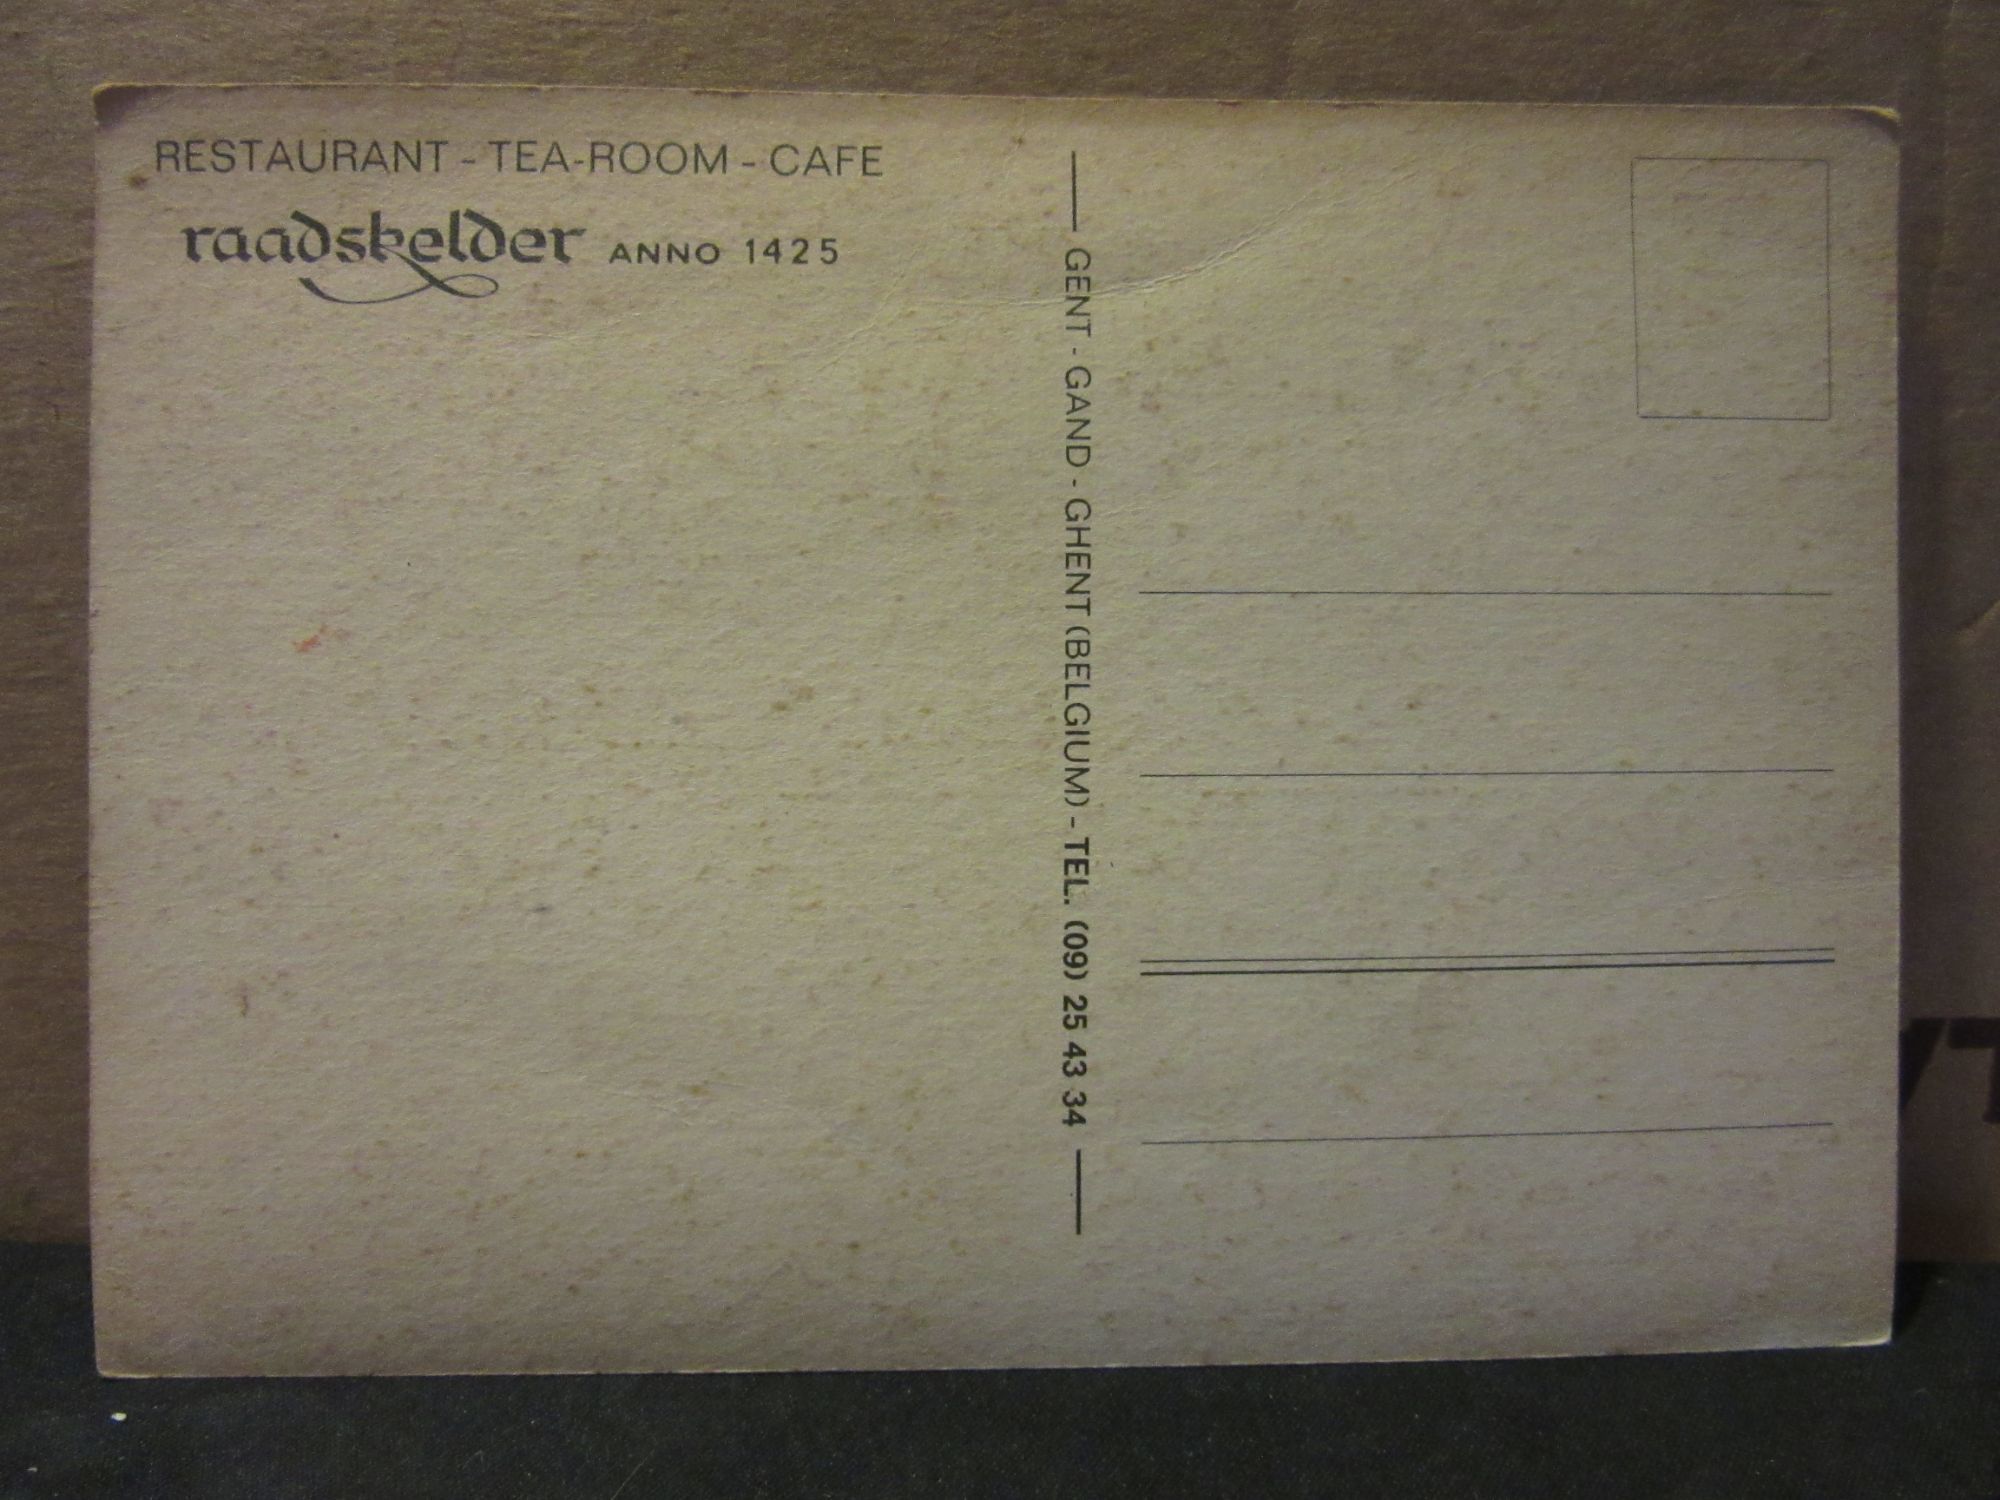 RESTAURANT - TEA-ROOM - CAFE
raadskelder ANNO 1425
GENT - GAND - GHENT (BELGIUM) - TEL. (09) 25 43 34